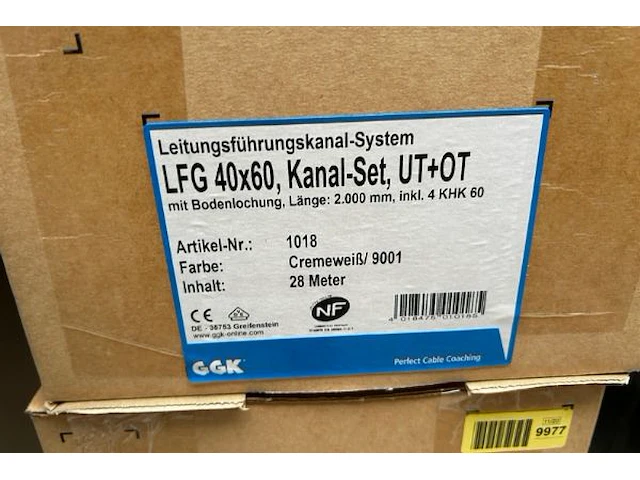 Leitungsführungskanal-System
LFG 40x60, Kanal-Set, UT+OT
mit Bodenlochung, Länge: 2.000 mm, inkl. 4 KHK 60
Artikel-Nr.: 1018
Farbe: Cremeweiß/ 9001
Inhalt: 28 Meter
CE
NF
DE - 35753 Greifenstein
www.ggk-online.com
GGK
Perfect Cable Coaching
9977